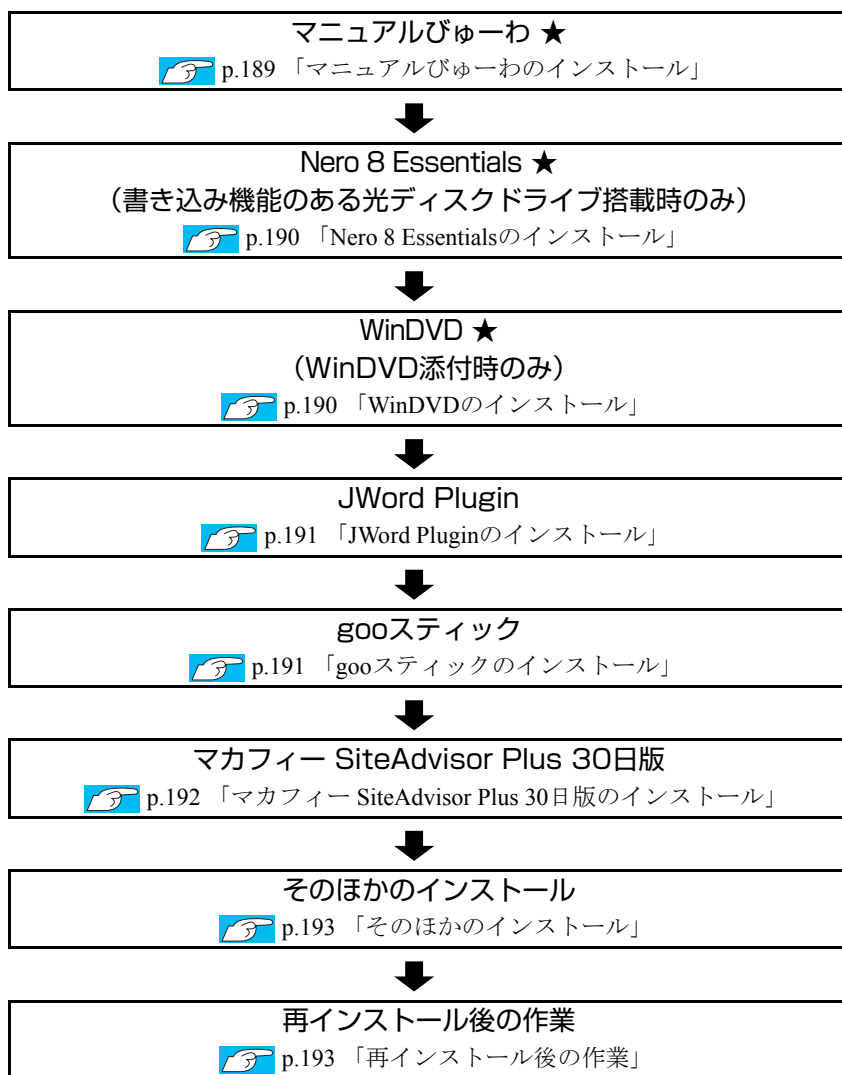 マニュアルびゅーわ ★
p.189 「マニュアルびゅーわのインストール」
Nero 8 Essentials ★
（書き込み機能のある光ディスクドライブ搭載時のみ）
p.190 「Nero 8 Essentialsのインストール」
WinDVD ★
（WinDVD添付時のみ）
p.190 「WinDVDのインストール」
JWord Plugin
p.191 「JWord Pluginのインストール」
gooスティック
p.191 「gooスティックのインストール」
マカフィー SiteAdvisor Plus 30日版
p.192 「マカフィー SiteAdvisor Plus 30日版のインストール」
そのほかのインストール
p.193 「そのほかのインストール」
再インストール後の作業
p.193 「再インストール後の作業」